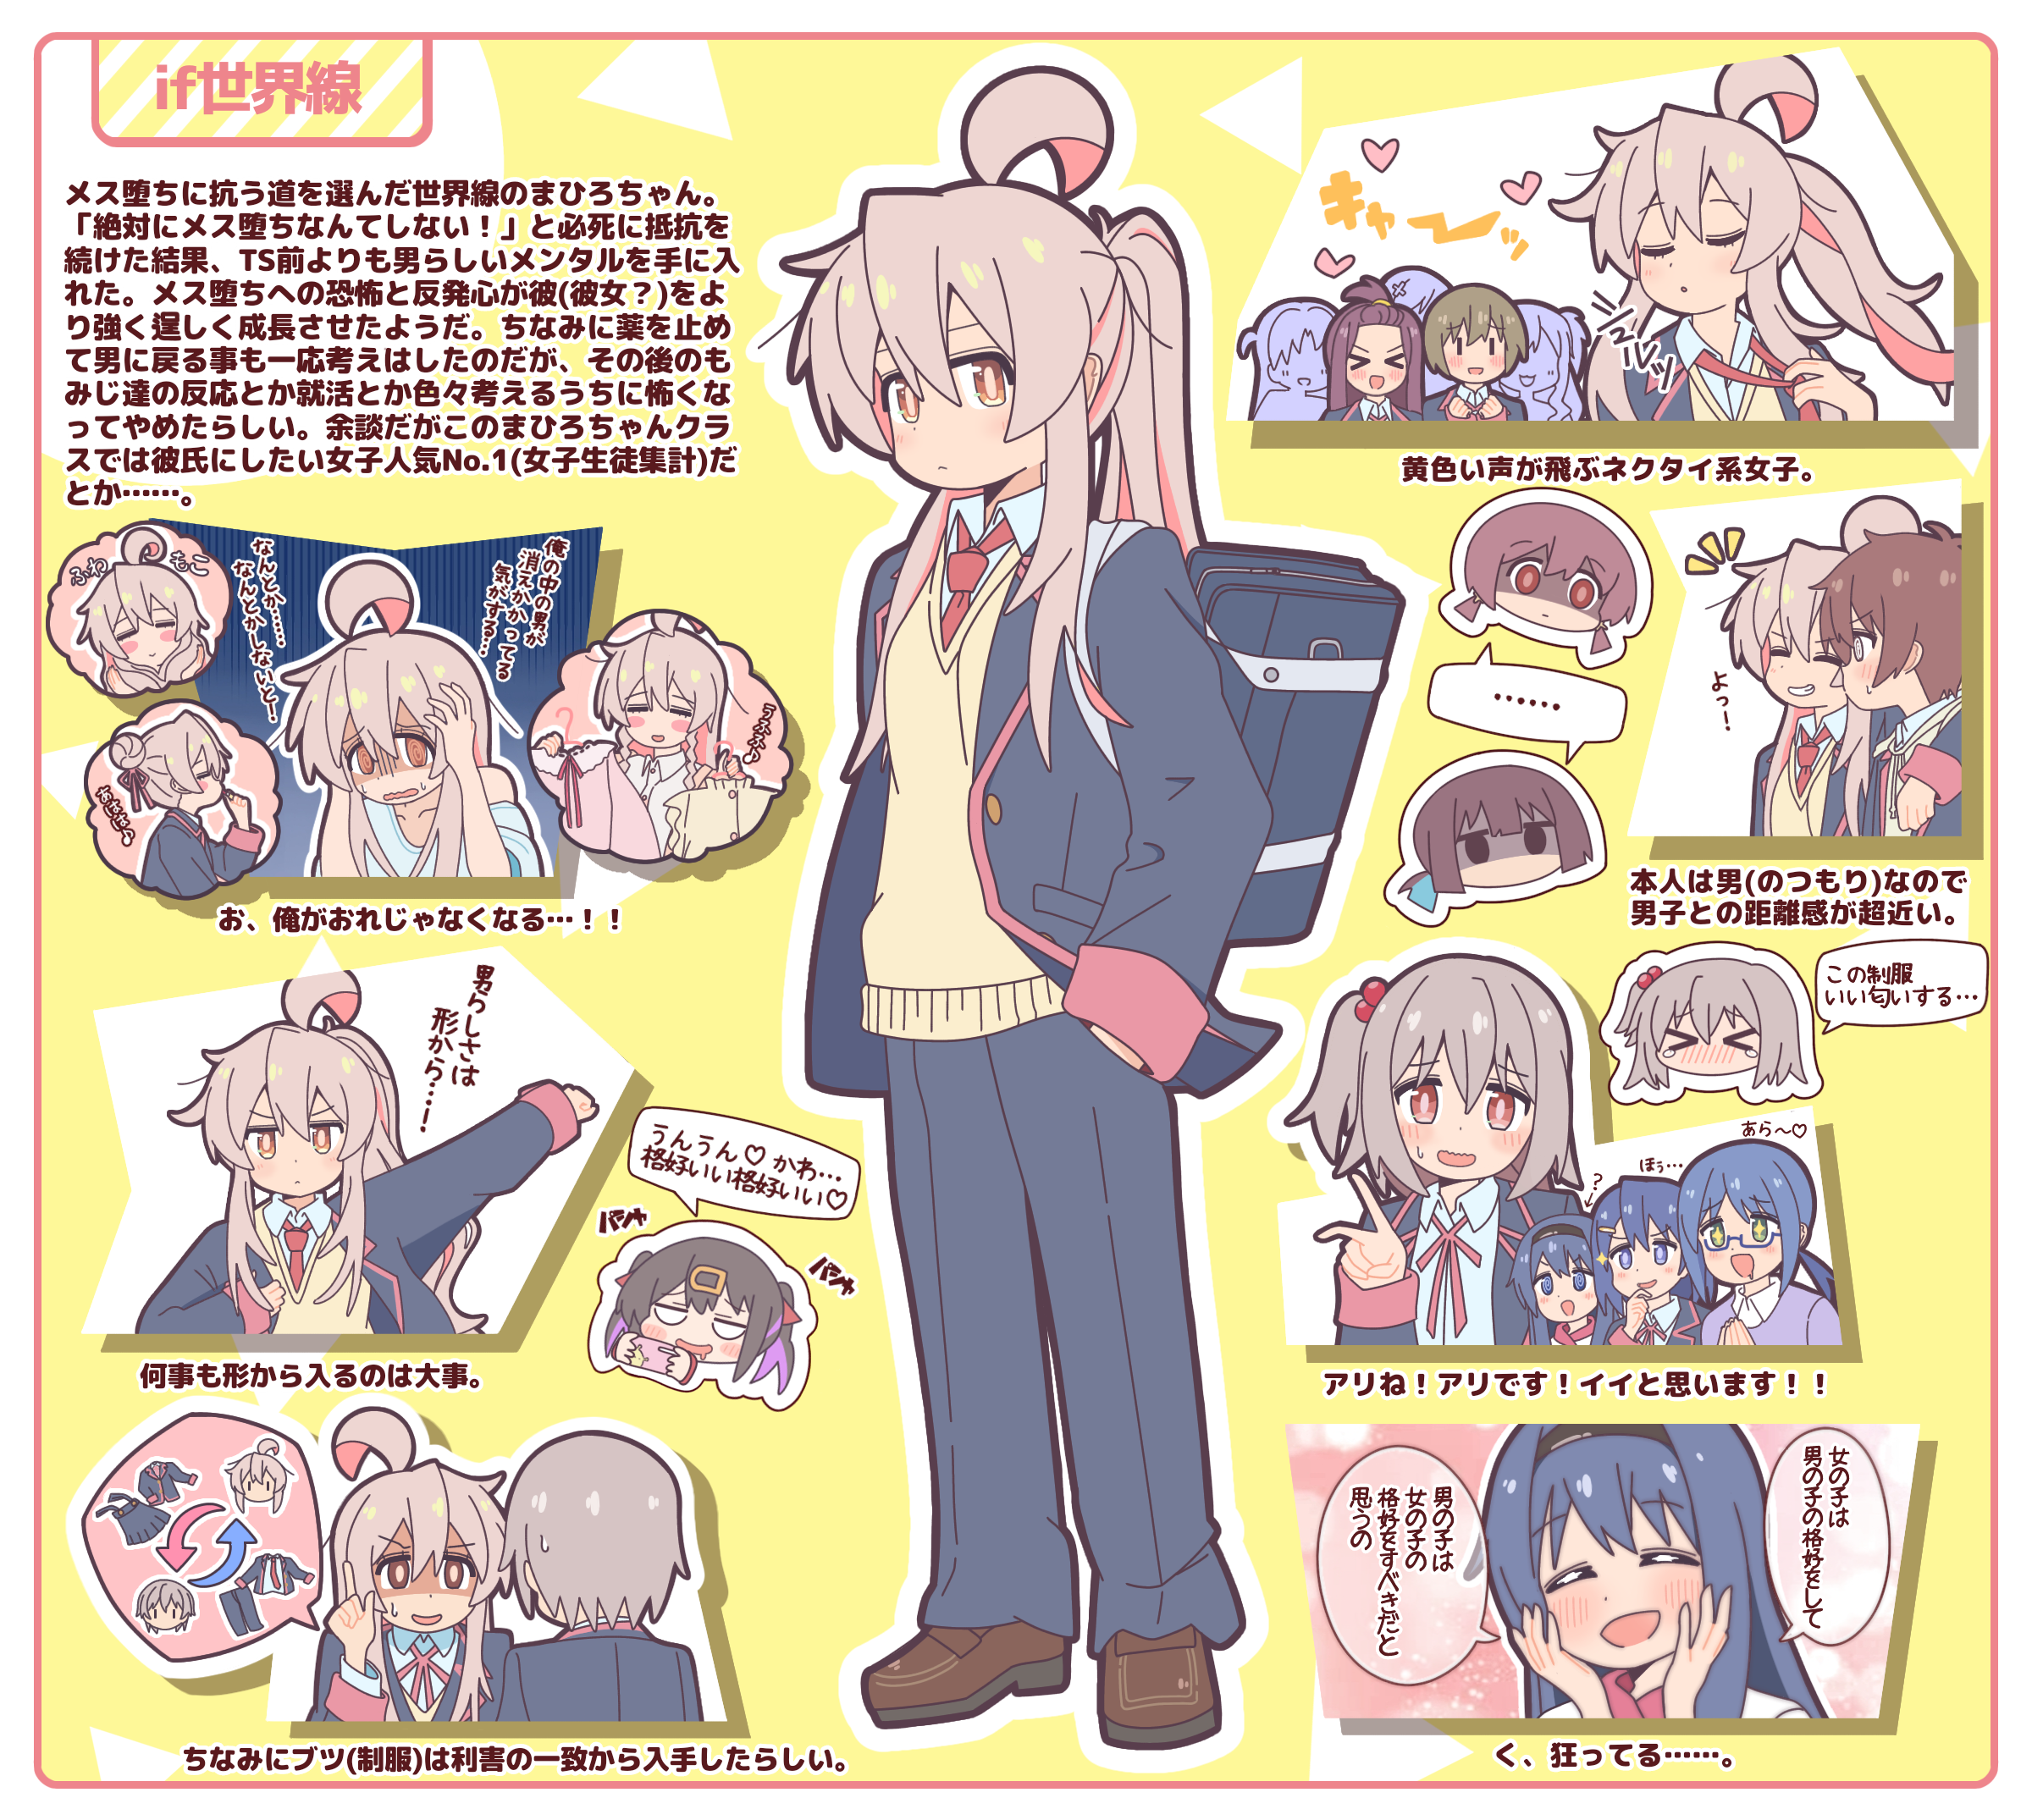 if世界線
メス堕ちに抗う道を選んだ世界線のまひろちゃん。
「絶対にメス堕ちなんてしない！」と必死に抵抗を
続けた結果、TS前よりも男らしいメンタルを手に入
れた。メス堕ちへの恐怖と反発心が彼(彼女？)をよ
り強く逞しく成長させたようだ。ちなみに薬を止め
て男に戻る事も一応考えはしたのだが、その後のも
みじ達の反応とか就活とか色々考えるうちに怖くな
ってやめたらしい。余談だがこのまひろちゃんクラ
スでは彼氏にしたい女子人気No.1(女子生徒集計)だ
とか……。
ふわ
もこ
俺の中の男が
消えかかってる
気がする…
なんとか……
なんとかしないと！
うふふ♪
あはは♪
お、俺がおれじゃなくなる…！！
男らしさは
形から…！
何事も形から入るのは大事。
うんうん♡かわ…
格好いい格好いい♡
パシャ
パシャ
ちなみにブツ(制服)は利害の一致から入手したらしい。
キャーッ
シュルルッ
黄色い声が飛ぶネクタイ系女子。
……
よっ！
本人は男(のつもり)なので
男子との距離感が超近い。
この制服
いい匂いする…
あら〜♡
ほぅ…
？
アリね！アリです！イイと思います！！
女の子は
男の子の格好をして
男の子は
女の子の
格好をすべきだと
思うの
く、狂ってる……。